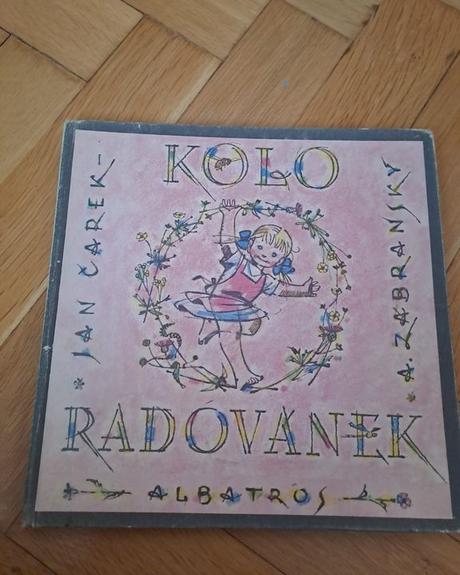 KOLO
JAN ČAREK -
A. ZÁBRANSKÝ
RADOVÁNEK
ALBATROS